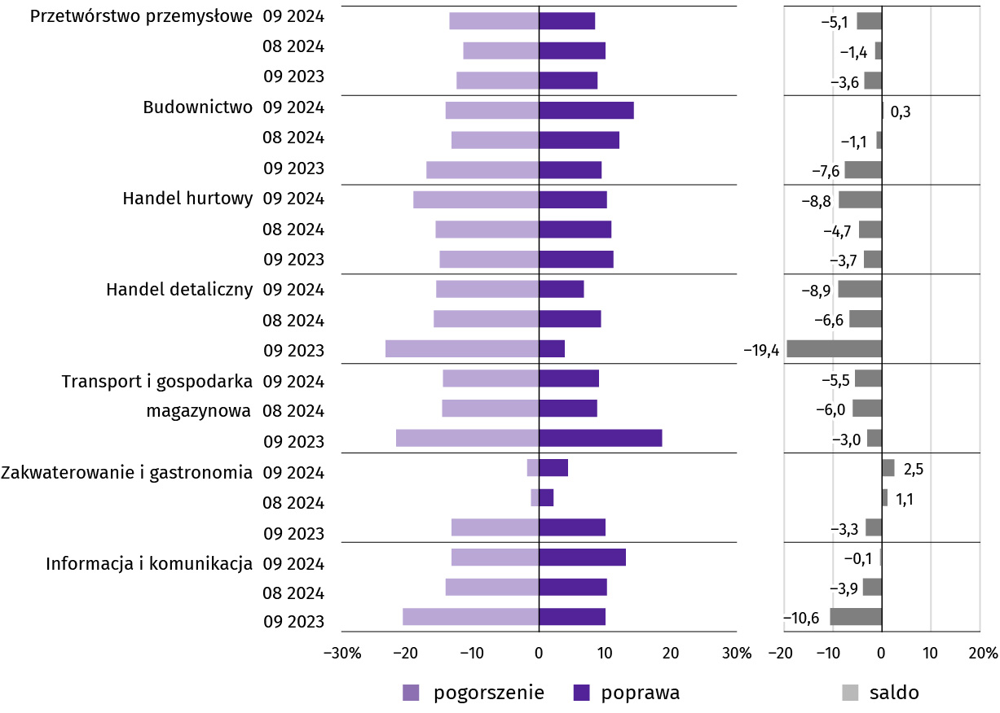 Przetwórstwo przemysłowe 09 2024 −5,1
08 2024 −1,4
09 2023 −3,6
Budownictwo 09 2024 0,3
08 2024 −1,1
09 2023 −7,6
Handel hurtowy 09 2024 −8,8
08 2024 −4,7
09 2023 −3,7
Handel detaliczny 09 2024 −8,9
08 2024 −6,6
09 2023 −19,4
Transport i gospodarka 09 2024 −5,5
magazynowa 08 2024 −6,0
09 2023 −3,0
Zakwaterowanie i gastronomia 09 2024 2,5
08 2024 1,1
09 2023 −3,3
Informacja i komunikacja 09 2024 −0,1
08 2024 −3,9
09 2023 −10,6
−30% −20 −10 0 10 20 30% −20 −10 0 10 20%
pogorszenie poprawa saldo